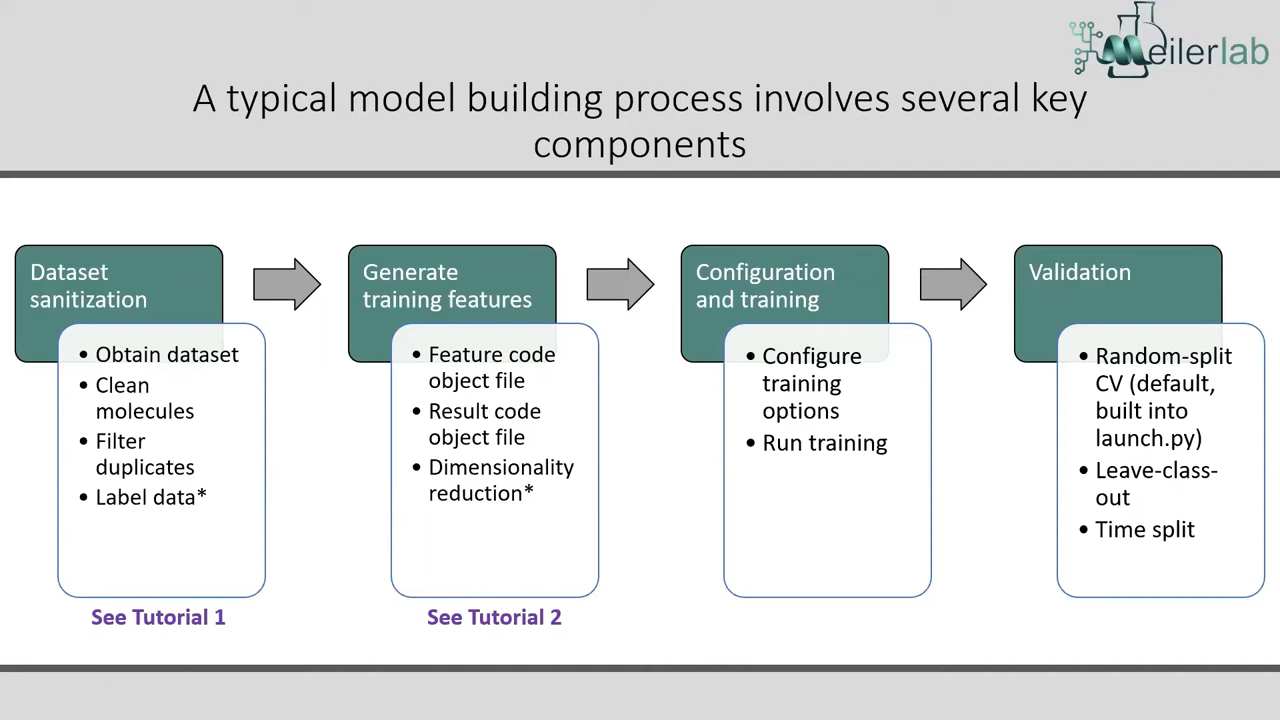 Meilerlab
A typical model building process involves several key
components
Dataset
sanitization
• Obtain dataset
• Clean
molecules
• Filter
duplicates
• Label data*
See Tutorial 1
Generate
training features
• Feature code
object file
• Result code
object file
• Dimensionality
reduction*
See Tutorial 2
Configuration
and training
• Configure
training
options
• Run training
Validation
• Random-split
CV (default,
built into
launch.py)
• Leave-class-
out
• Time split